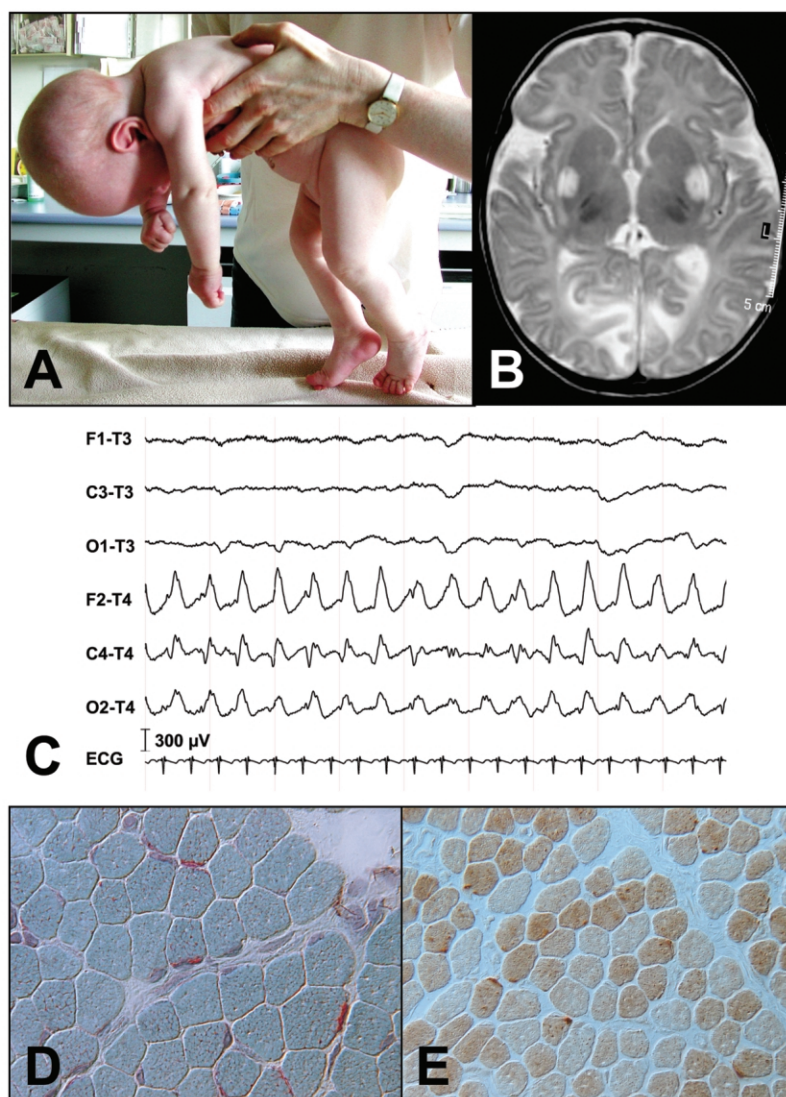 A
B
L
5 cm
F1-T3
C3-T3
O1-T3
F2-T4
C4-T4
O2-T4
300 µV
ECG
C
D
E